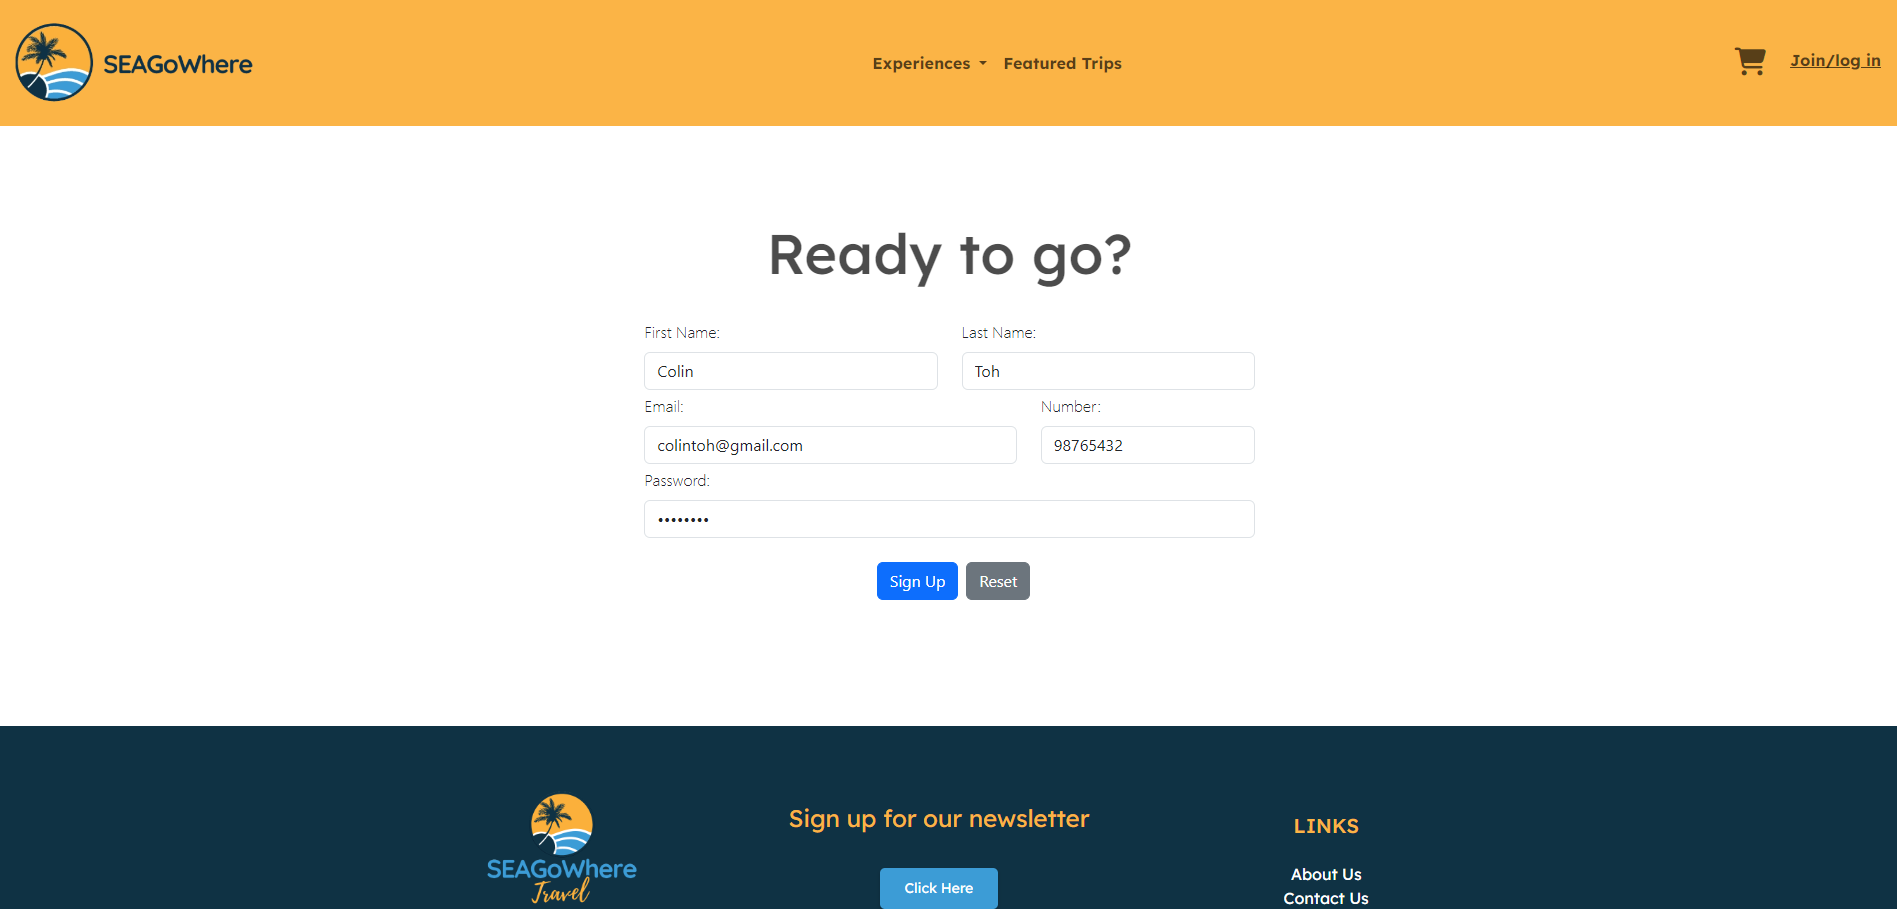 SEAGoWhere
Experiences Featured Trips
Join/log in
Ready to go?
First Name: Last Name:
Colin Toh
Email: Number:
colintoh@gmail.com 98765432
Password:
••••••••
Sign Up Reset
SEAGoWhere
Travel
Sign up for our newsletter
Click Here
LINKS
About Us
Contact Us